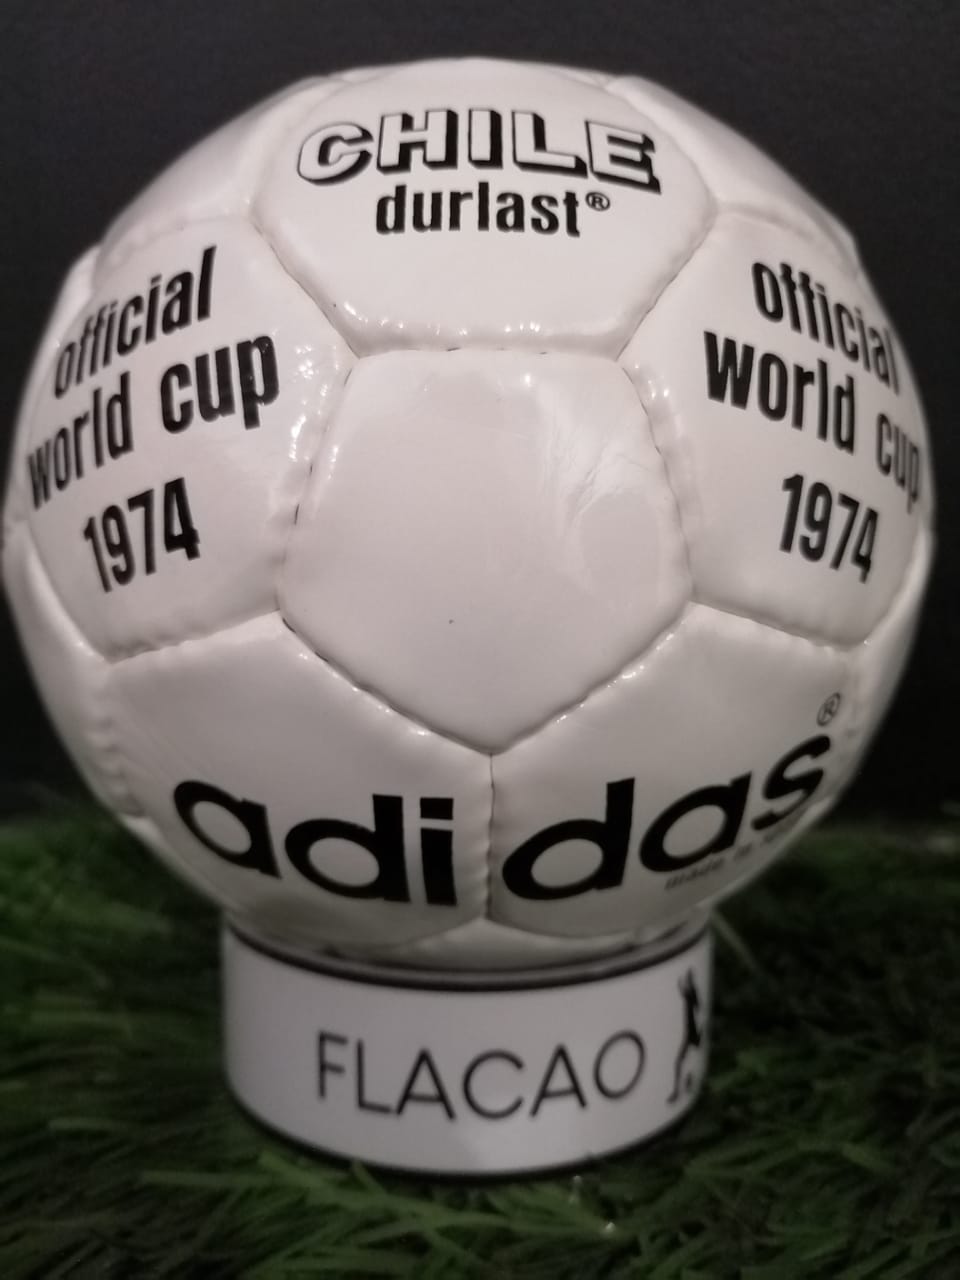 CHILE
durlast®
official
world cup
1974
official
world cup
1974
adidas®
FLACAO